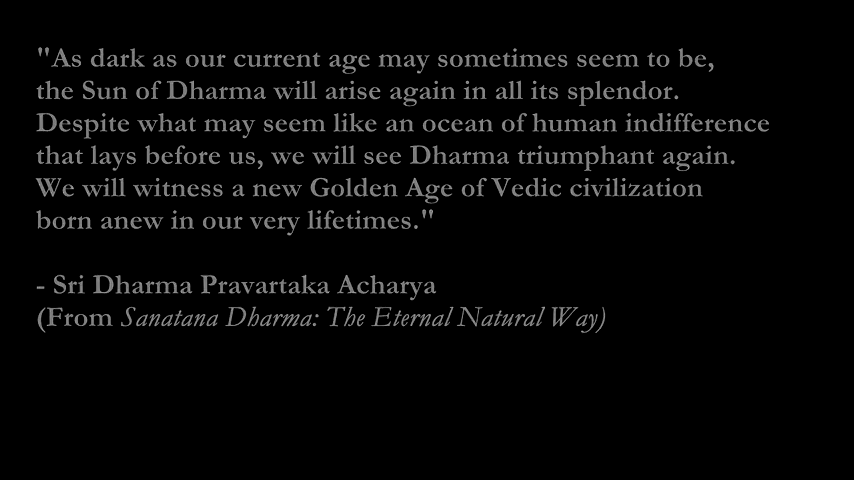 "As dark as our current age may sometimes seem to be,
the Sun of Dharma will arise again in all its splendor.
Despite what may seem like an ocean of human indifference
that lays before us, we will see Dharma triumphant again.
We will witness a new Golden Age of Vedic civilization
born anew in our very lifetimes."
- Sri Dharma Pravartaka Acharya
(From Sanatana Dharma: The Eternal Natural Way)